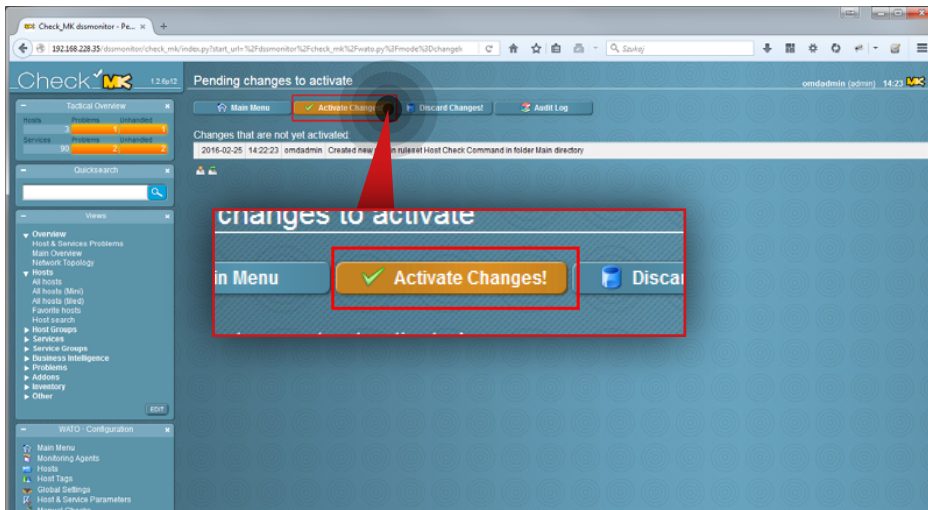 Check_MK dssmonitor - Pe...
192.168.228.35/dssmonitor/check_mk/index.py?start_url=%2Fdssmonitor%2Fcheck_mk%2Fwato.py%3Fmode%3Dchangelo
Szukaj
Check MK 1.2.6p12
Pending changes to activate
omdadmin (admin) 14:23
Tactical Overview
Hosts Problems Unhandled
3 1 1
Services Problems Unhandled
90 2 2
Main Menu
Activate Changes
Discard Changes!
Audit Log
Changes that are not yet activated
2016-02-25 14:22:23 omdadmin Created new ruleset Host Check Command in folder Main directory
Quicksearch
Views
Overview
Host & Services Problems
Main Overview
Network Topology
Hosts
All hosts
All hosts (Mini)
All hosts (tiled)
Favorite hosts
Host search
Host Groups
Services
Service Groups
Business Intelligence
Problems
Addons
Inventory
Other
EDIT
changes to activate
in Menu
Activate Changes!
Discar
WATO - Configuration
Main Menu
Monitoring Agents
Hosts
Host Tags
Global Settings
Host & Service Parameters
Manual Checks